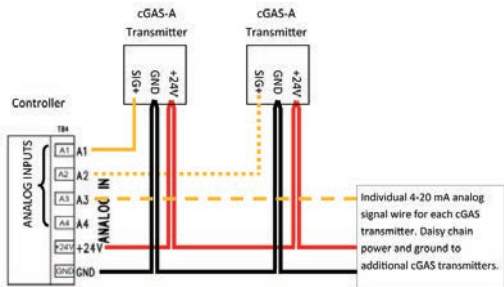 cGAS-A
Transmitter
cGAS-A
Transmitter
SIG+
GND
+24V
SIG+
GND
+24V
Controller
TB4
ANALOG INPUTS
A1
A1
A2
A2
A3
A3
A4
A4
ANALOG IN
+24V
+24V
GND
GND
Individual 4-20 mA analog
signal wire for each cGAS
transmitter. Daisy chain
power and ground to
additional cGAS transmitters.